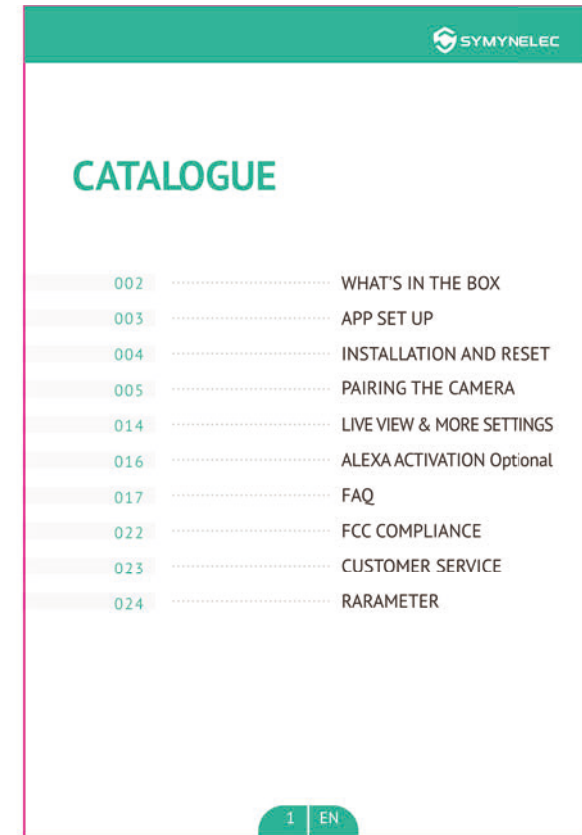 SYMYNELEC
CATALOGUE
002 WHAT'S IN THE BOX
003 APP SET UP
004 INSTALLATION AND RESET
005 PAIRING THE CAMERA
014 LIVE VIEW & MORE SETTINGS
016 ALEXA ACTIVATION Optional
017 FAQ
022 FCC COMPLIANCE
023 CUSTOMER SERVICE
024 RARAMETER
1 EN